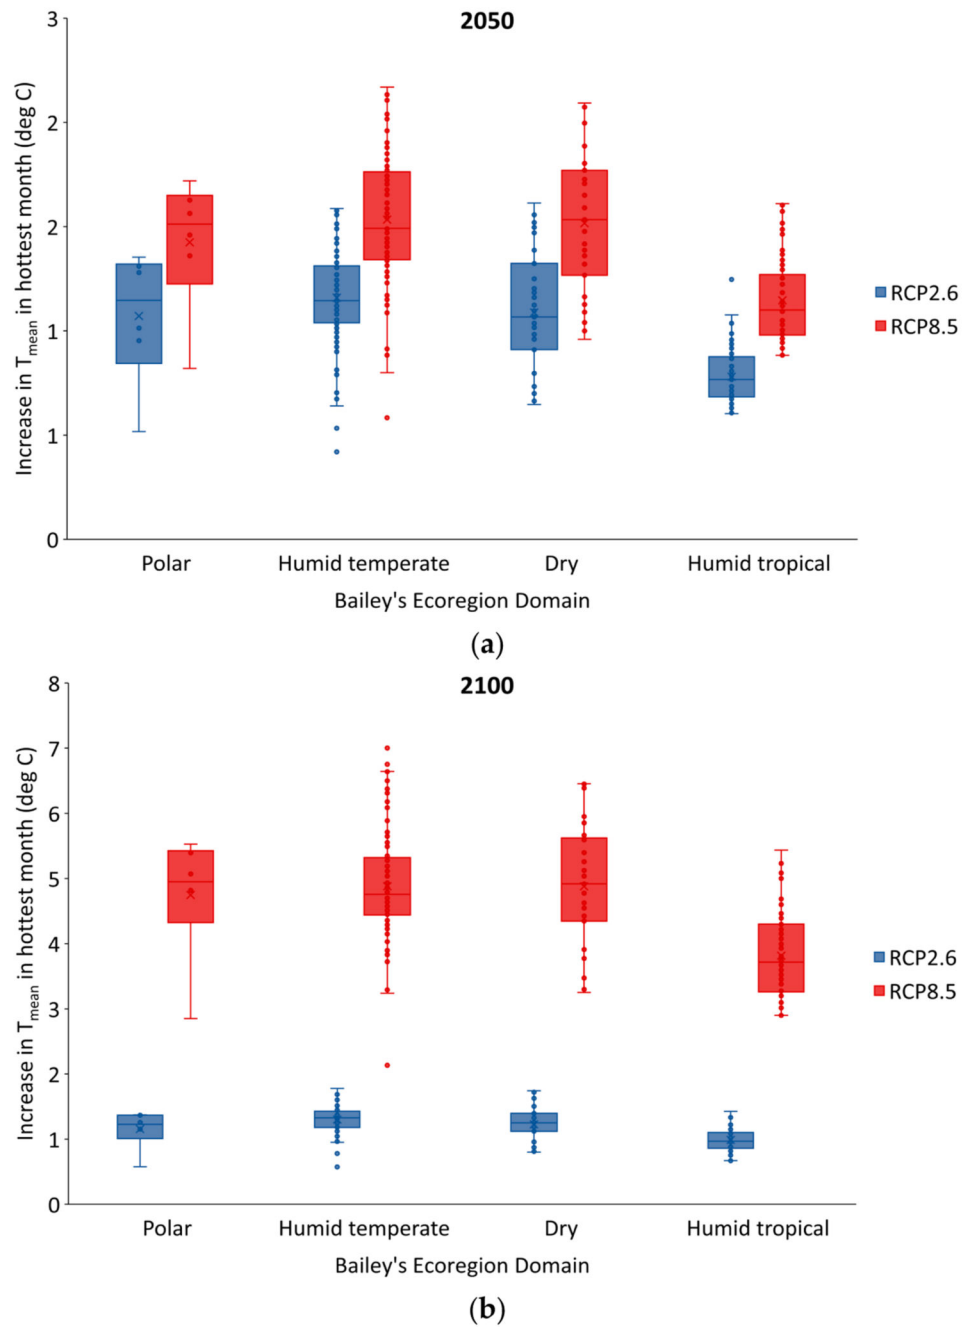 2050
Increase in Tmean in hottest month (deg C)
3
2
2
1
1
0
Polar Humid temperate Dry Humid tropical
Bailey's Ecoregion Domain
RCP2.6
RCP8.5
(a)
2100
Increase in Tmean in hottest month (deg C)
8
7
6
5
4
3
2
1
0
Polar Humid temperate Dry Humid tropical
Bailey's Ecoregion Domain
RCP2.6
RCP8.5
(b)